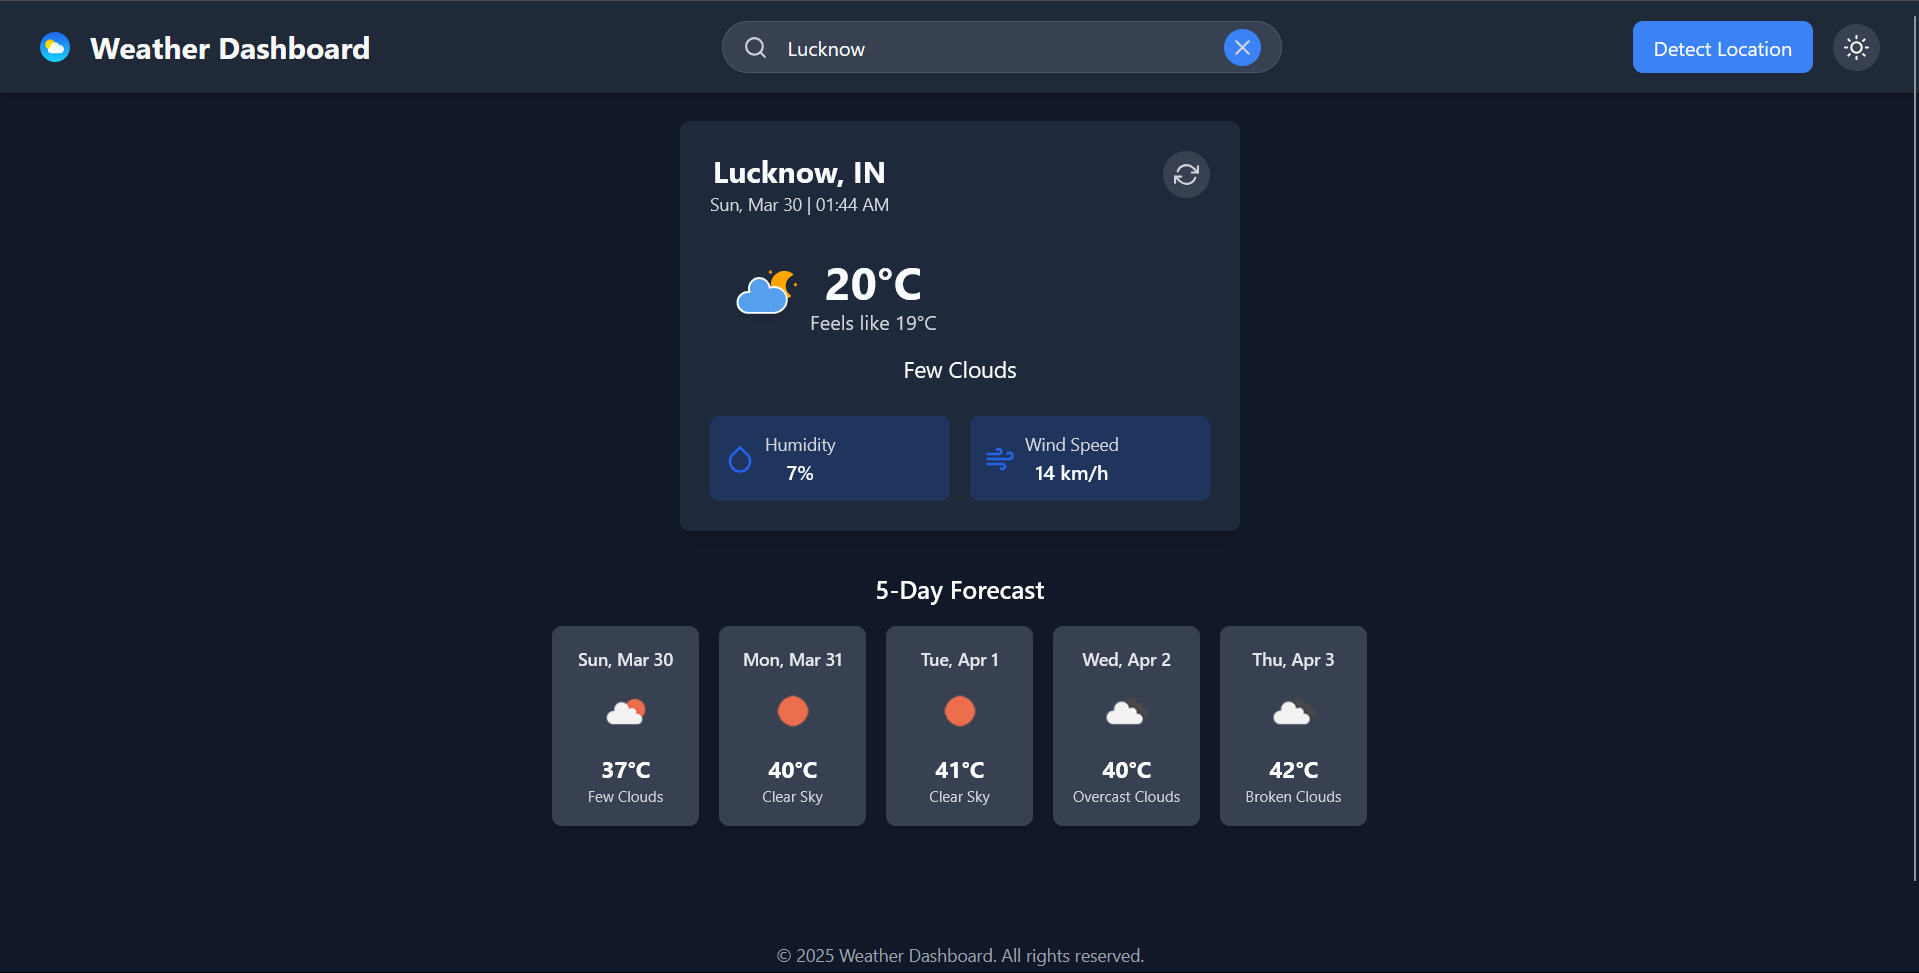 Weather Dashboard
Lucknow
Detect Location
Lucknow, IN
Sun, Mar 30 | 01:44 AM
20°C
Feels like 19°C
Few Clouds
Humidity
7%
Wind Speed
14 km/h
5-Day Forecast
Sun, Mar 30
37°C
Few Clouds
Mon, Mar 31
40°C
Clear Sky
Tue, Apr 1
41°C
Clear Sky
Wed, Apr 2
40°C
Overcast Clouds
Thu, Apr 3
42°C
Broken Clouds
© 2025 Weather Dashboard. All rights reserved.